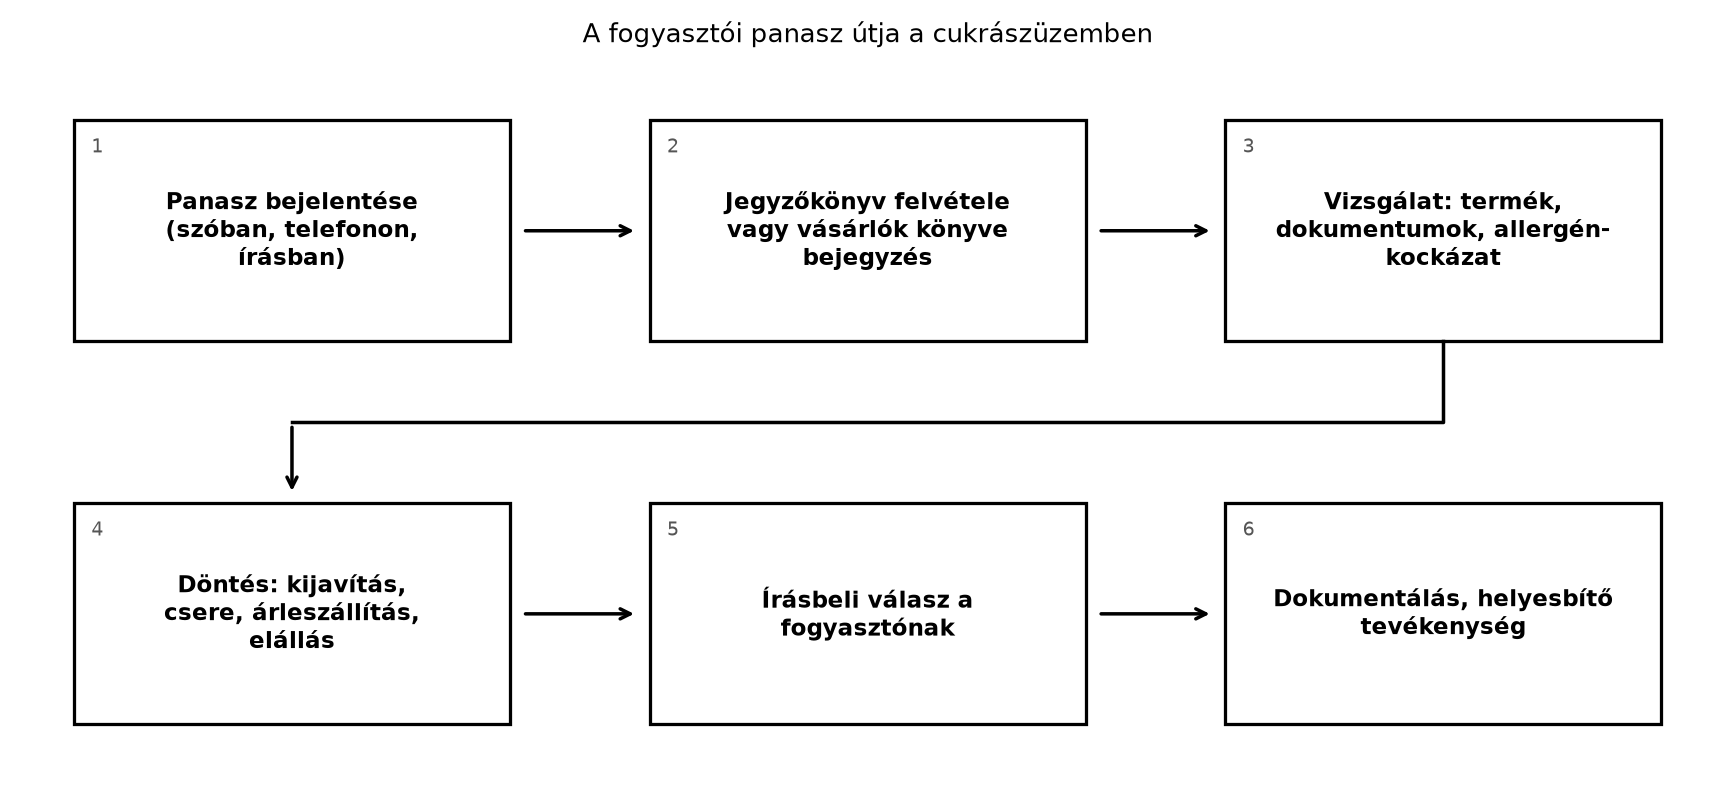 A fogyasztói panasz útja a cukrászüzemben
1
Panasz bejelentése
(szóban, telefonon,
írásban)
2
Jegyzőkönyv felvétele
vagy vásárlók könyve
bejegyzés
3
Vizsgálat: termék,
dokumentumok, allergén-
kockázat
4
Döntés: kijavítás,
csere, árleszállítás,
elállás
5
Írásbeli válasz a
fogyasztónak
6
Dokumentálás, helyesbítő
tevékenység